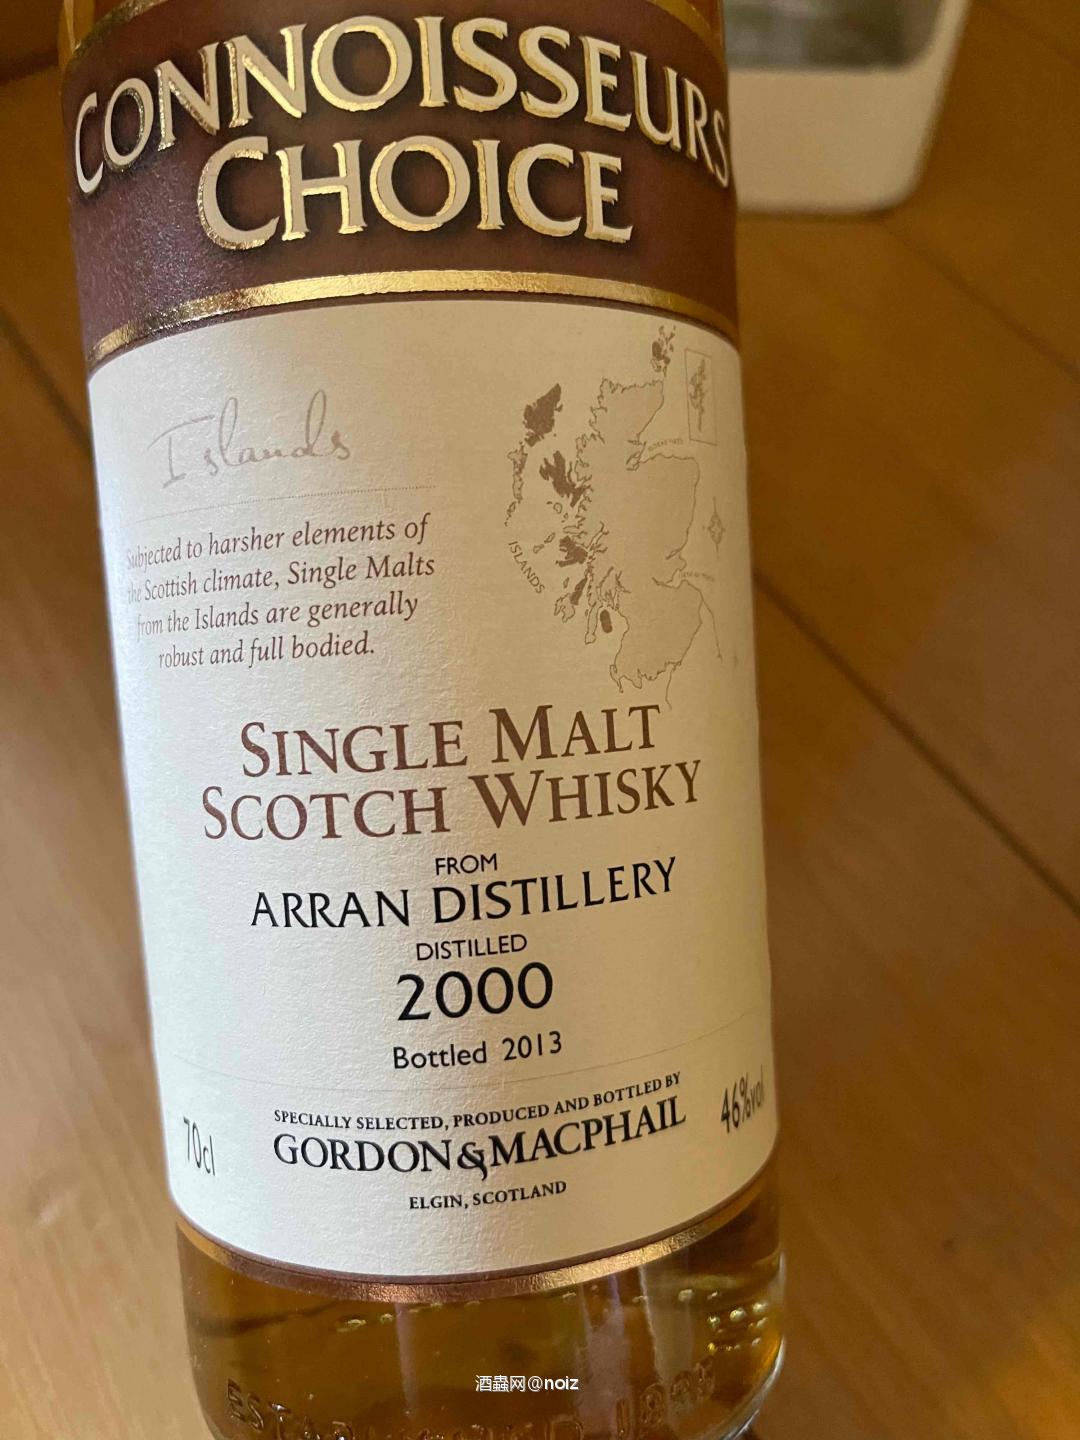 CONNOISSEURS
CHOICE
Islands
Subjected to harsher elements of
the Scottish climate, Single Malts
from the Islands are generally
robust and full bodied.
ISLANDS
SINGLE MALT
SCOTCH WHISKY
FROM
ARRAN DISTILLERY
DISTILLED
2000
Bottled 2013
SPECIALLY SELECTED, PRODUCED AND BOTTLED BY
70cl
GORDON & MACPHAIL
46%vol
ELGIN, SCOTLAND
酒蟲网@noiz
ESTABLISHED 1895